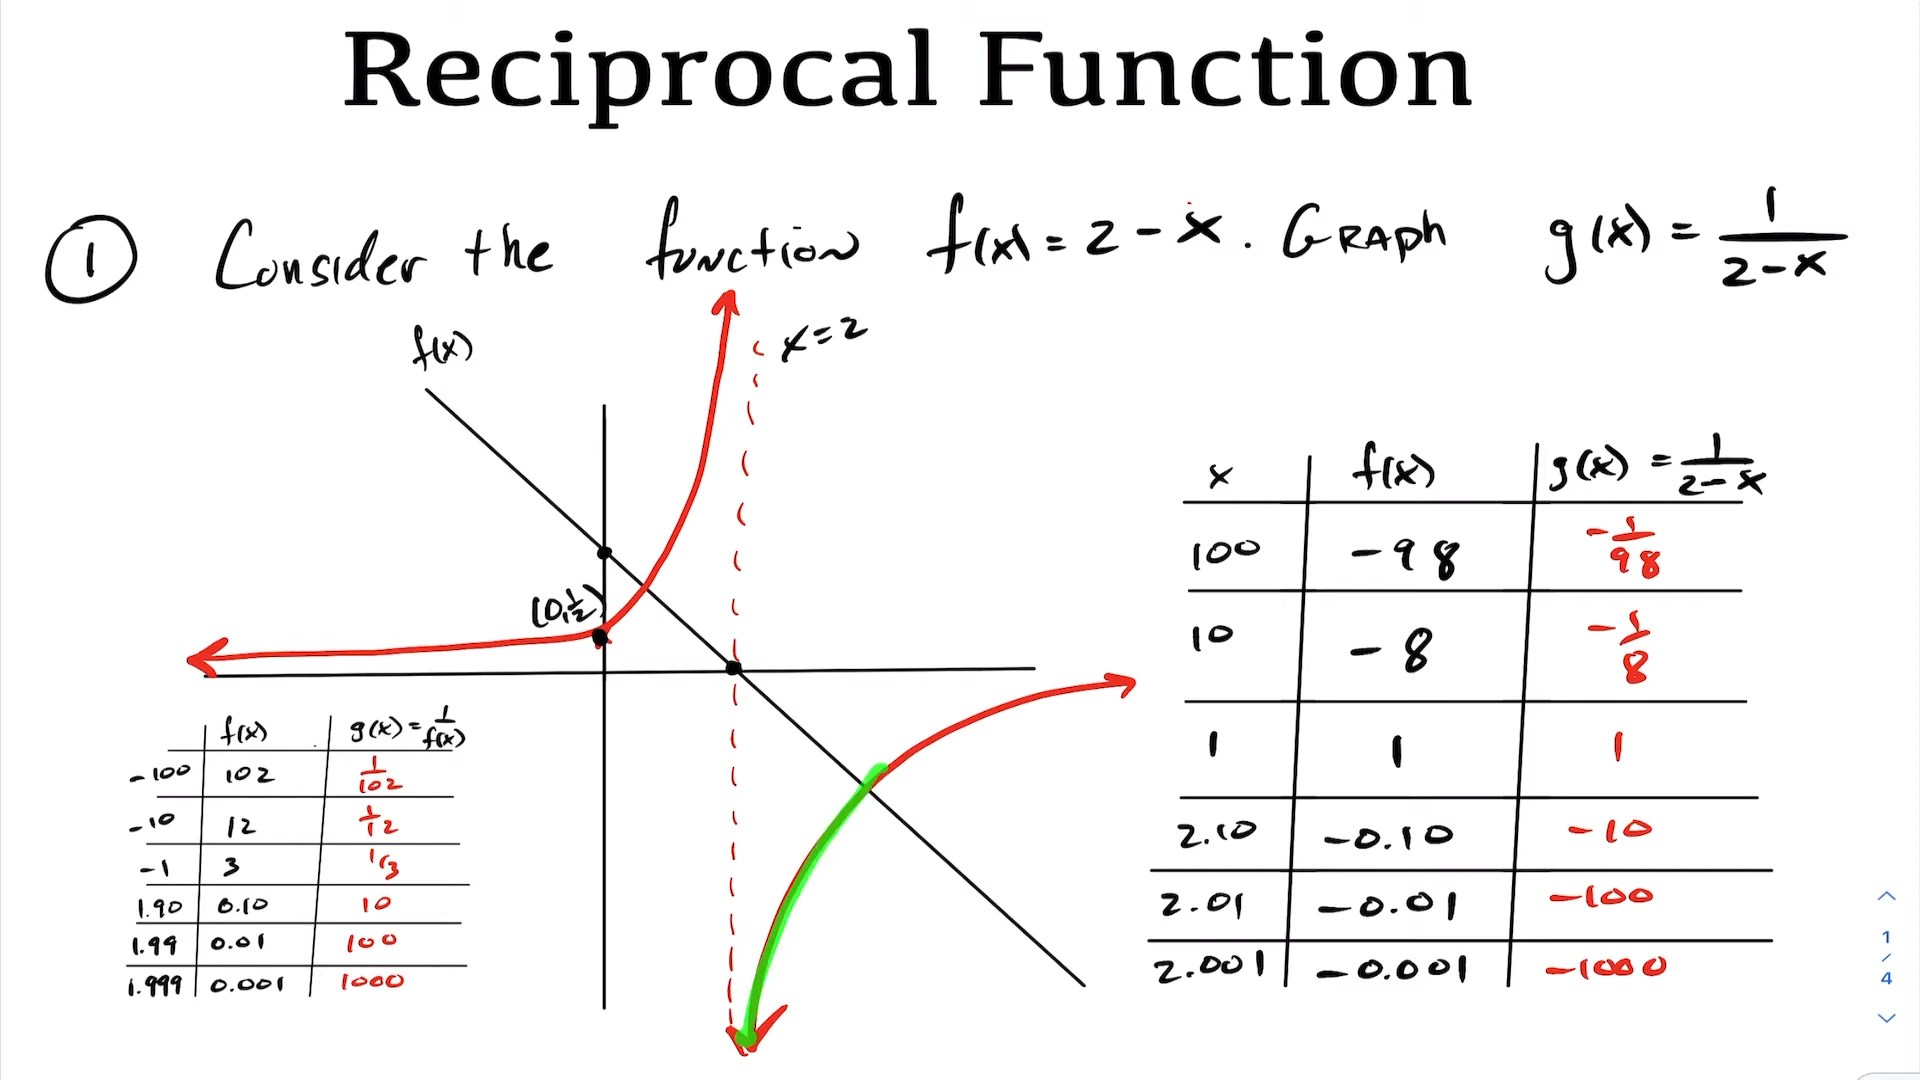 Reciprocal Function
1 Consider the function f(x) = 2 - x. GRAPh g(x) = 1/(2-x)
f(x)
x=2
(0,1/2)
x | f(x) | g(x) = 1/(2-x)
100 | -98 | -1/98
10 | -8 | -1/8
1 | 1 | 1
2.10 | -0.10 | -10
2.01 | -0.01 | -100
2.001 | -0.001 | -1000
f(x) | g(x) = 1/f(x)
-100 | 102 | 1/102
-10 | 12 | 1/12
-1 | 3 | 1/3
1.90 | 0.10 | 10
1.99 | 0.01 | 100
1.999 | 0.001 | 1000
1
/
4